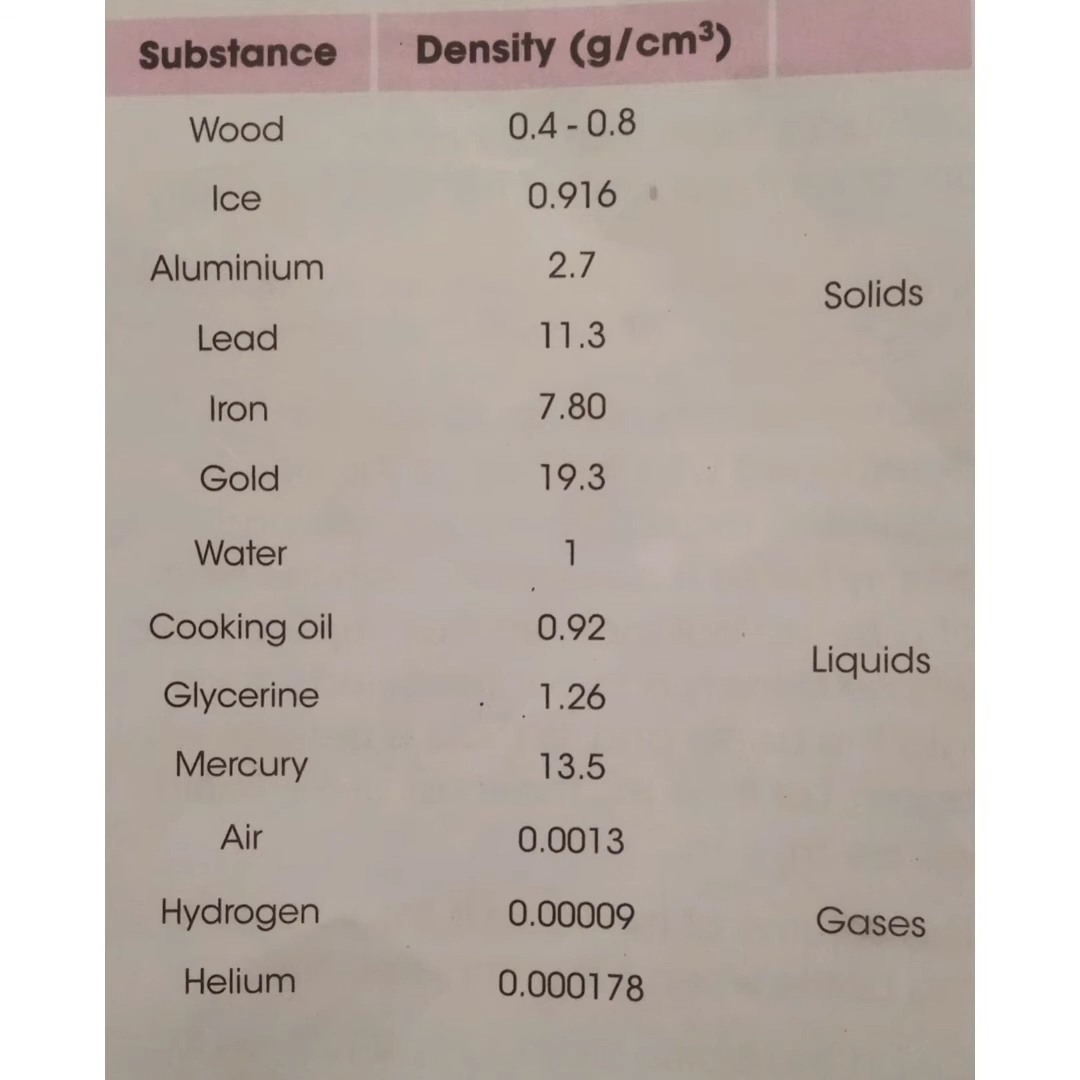 Substance Density (g/cm³)
Wood 0.4 - 0.8
Ice 0.916
Aluminium 2.7
Solids
Lead 11.3
Iron 7.80
Gold 19.3
Water 1
Cooking oil 0.92
Liquids
Glycerine 1.26
Mercury 13.5
Air 0.0013
Hydrogen 0.00009 Gases
Helium 0.000178